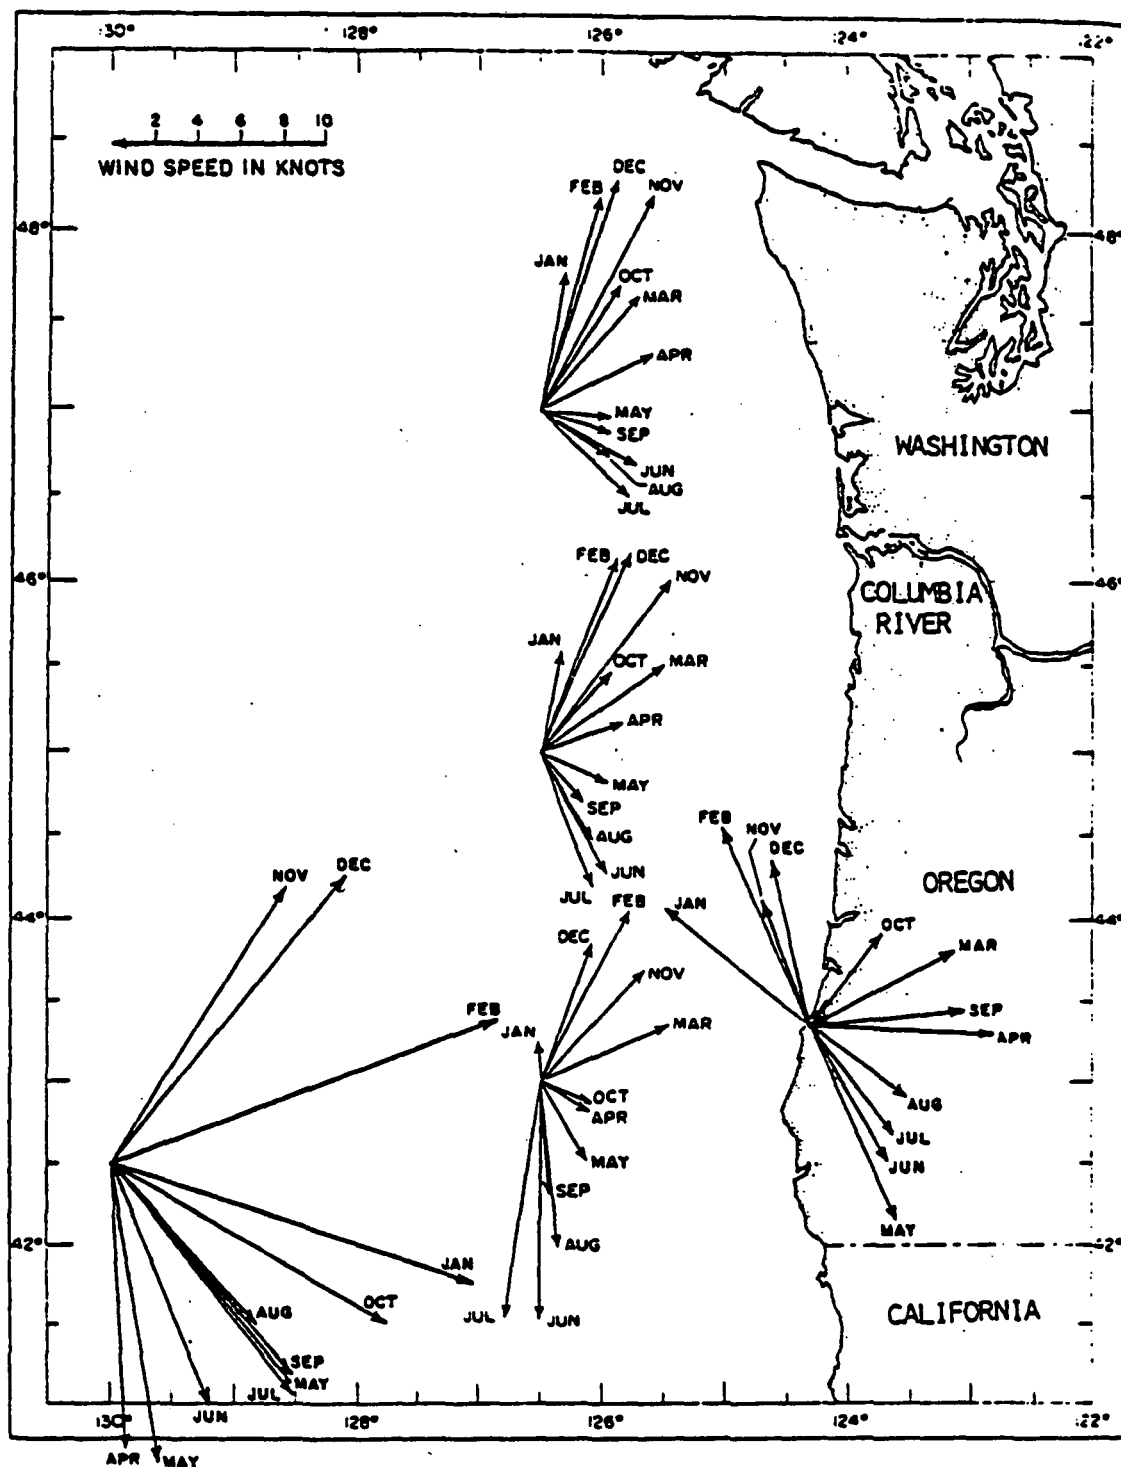 130° 128° 126° 124° 122°
2 4 6 8 10
WIND SPEED IN KNOTS
DEC
FEB
NOV
48° 48°
JAN
OCT
MAR
APR
MAY
SEP
WASHINGTON
JUN
AUG
JUL
FEB DEC
NOV
46° 46°
COLUMBIA
RIVER
JAN
OCT MAR
APR
MAY
SEP
FEB
NOV
AUG
DEC
JUN
NOV DEC
JUL
FEB
OREGON
JAN
44° 44°
OCT
DEC
MAR
NOV
FEB
SEP
JAN
MAR
APR
OCT
AUG
APR
JUL
MAY
JUN
SEP
MAY
AUG
42° 42°
JAN
OCT
AUG
JUL
JUN
CALIFORNIA
SEP
MAY
JUL
JUN
130° 128° 126° 124° 122°
APR MAY